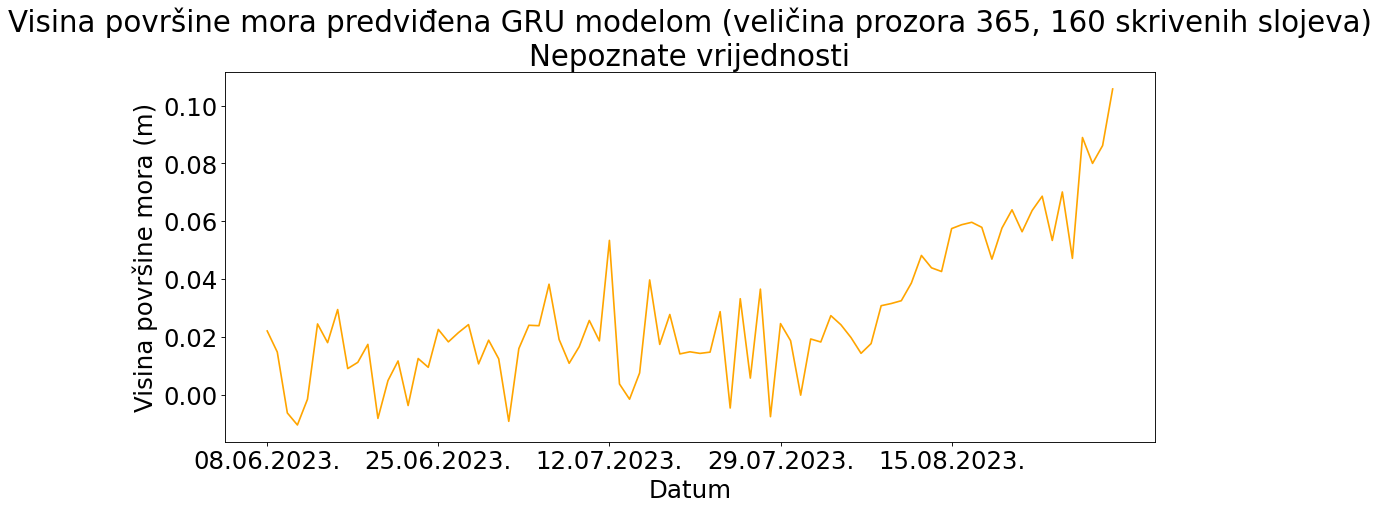 Visina površine mora predviđena GRU modelom (veličina prozora 365, 160 skrivenih slojeva)
Nepoznate vrijednosti
Visina površine mora (m)
0.10
0.08
0.06
0.04
0.02
0.00
08.06.2023. 25.06.2023. 12.07.2023. 29.07.2023. 15.08.2023.
Datum